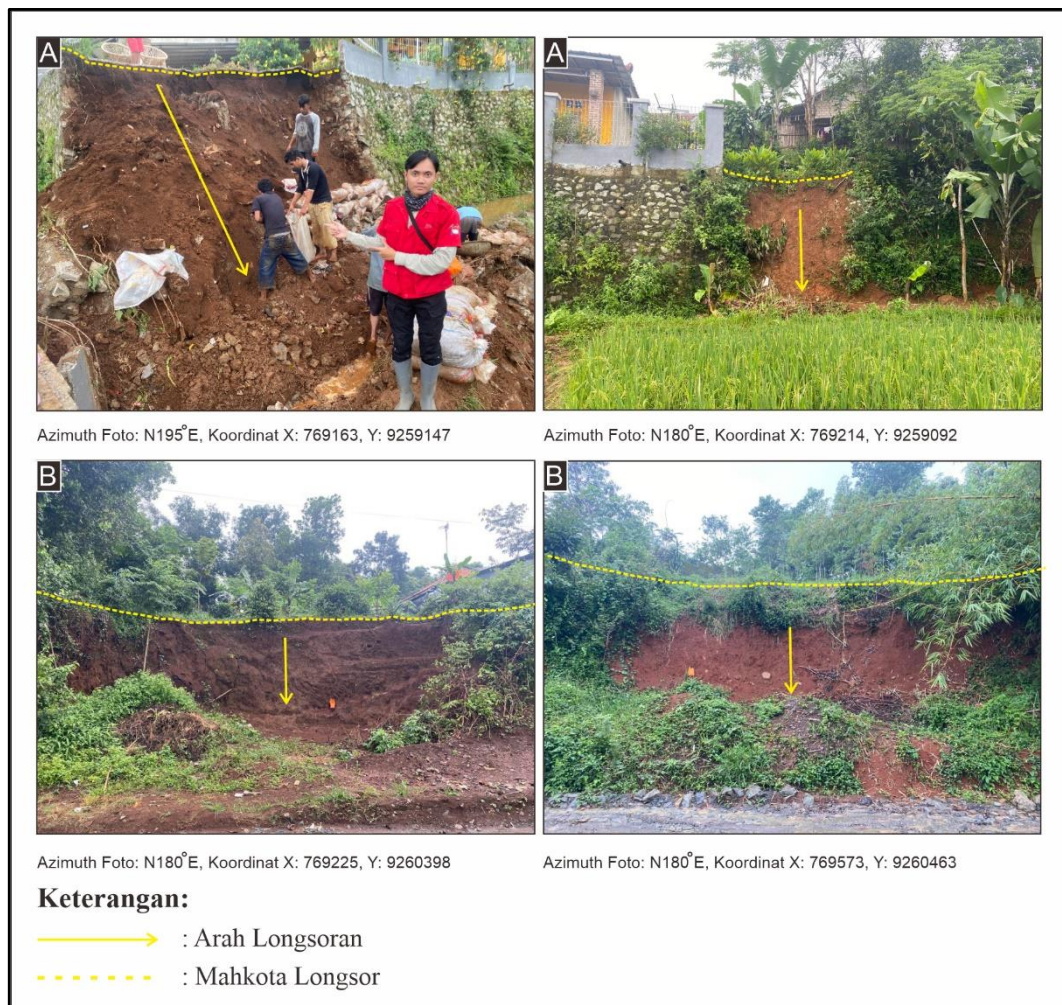 A
A
Azimuth Foto: N195°E, Koordinat X: 769163, Y: 9259147
Azimuth Foto: N180°E, Koordinat X: 769214, Y: 9259092
B
B
Azimuth Foto: N180°E, Koordinat X: 769225, Y: 9260398
Azimuth Foto: N180°E, Koordinat X: 769573, Y: 9260463
Keterangan:
: Arah Longsoran
: Mahkota Longsor